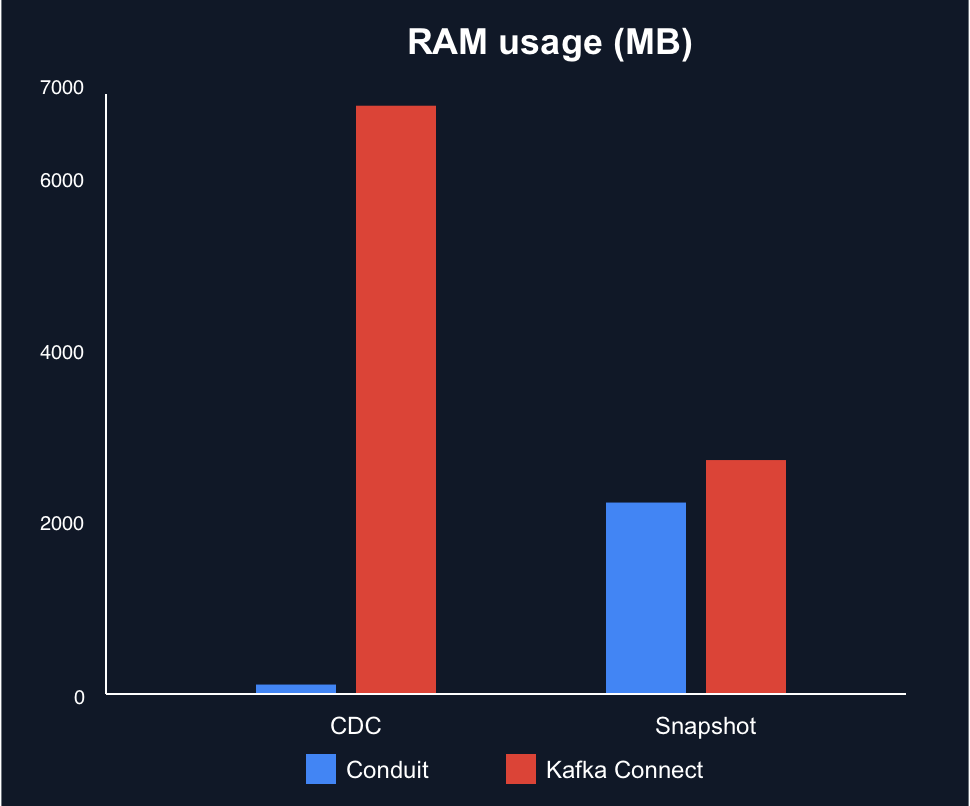 RAM usage (MB)
7000
6000
4000
2000
0
CDC
Snapshot
Conduit
Kafka Connect